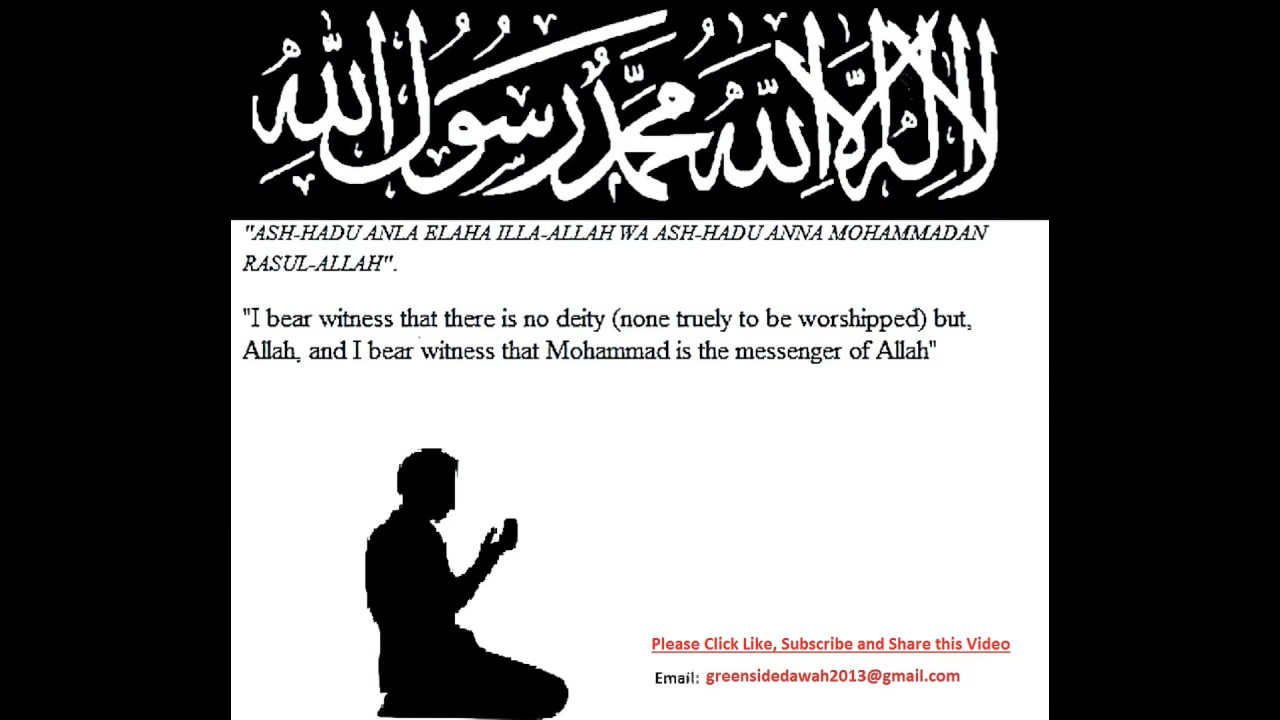 لا إله إلا الله محمد رسول الله
"ASH-HADU ANLA ELAHA ILLA-ALLAH WA ASH-HADU ANNA MOHAMMADAN
RASUL-ALLAH".
"I bear witness that there is no deity (none truely to be worshipped) but,
Allah, and I bear witness that Mohammad is the messenger of Allah"
Please Click Like, Subscribe and Share this Video
Email: greensidedawah2013@gmail.com